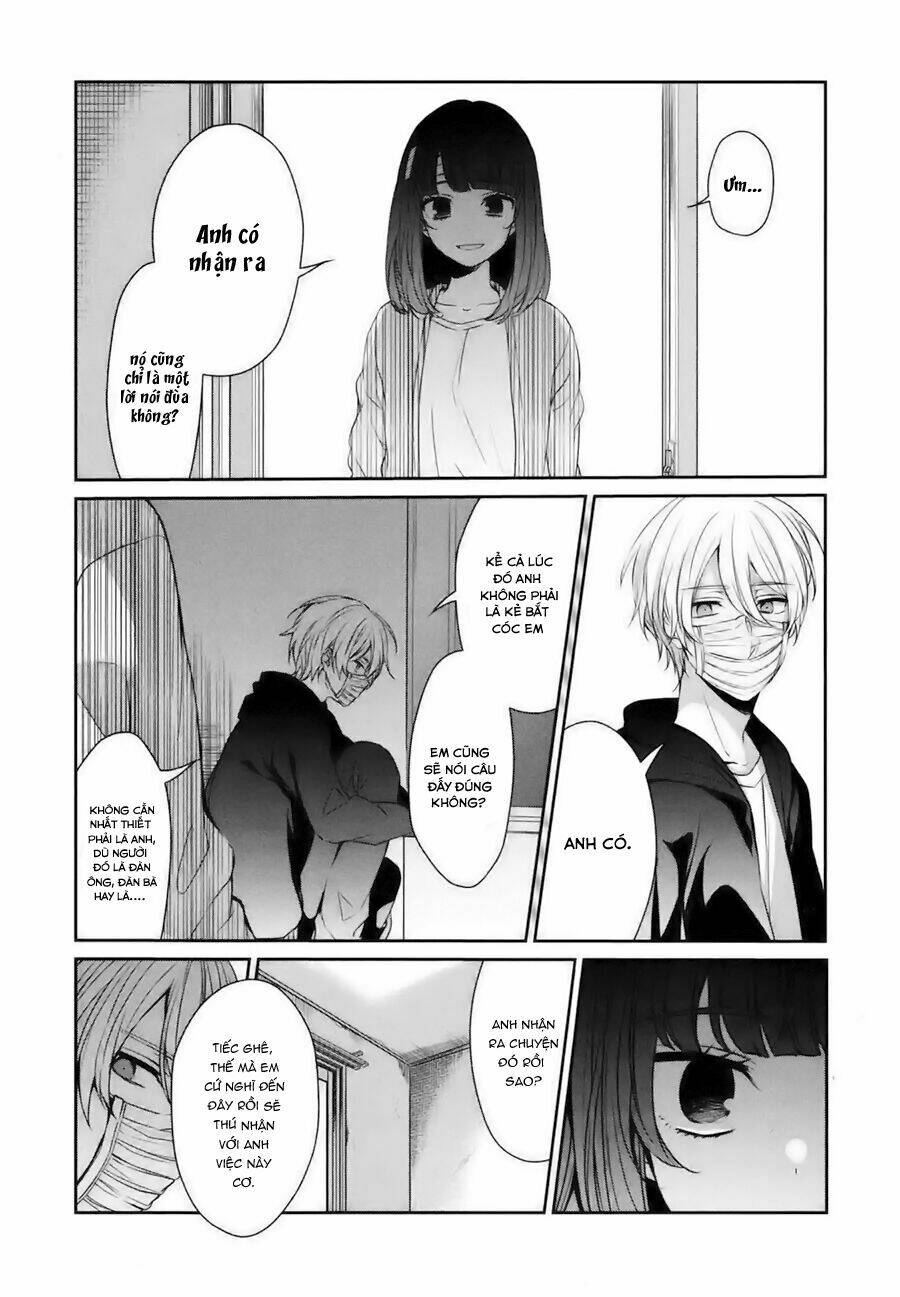 Ưm...
Anh có
nhận ra
nó cũng
chỉ là một
lời nói đùa
không?
ANH CÓ.
KỂ CẢ LÚC
ĐÓ ANH
KHÔNG PHẢI
LÀ KẺ BẮT
CÓC EM
EM CŨNG
SẼ NÓI CÂU
ĐẤY ĐÚNG
KHÔNG?
KHÔNG CẦN
NHẤT THIẾT
PHẢI LÀ ANH,
DÙ NGƯỜI
ĐÓ LÀ ĐÀN
ÔNG, ĐÀN BÀ
HAY LÀ....
ANH NHẬN
RA CHUYỆN
ĐÓ RỒI
SAO?
TIẾC GHÊ,
THẾ MÀ EM
CỨ NGHĨ ĐẾN
ĐÂY RỒI SẼ
THÚ NHẬN
VỚI ANH
VIỆC NÀY
CƠ.